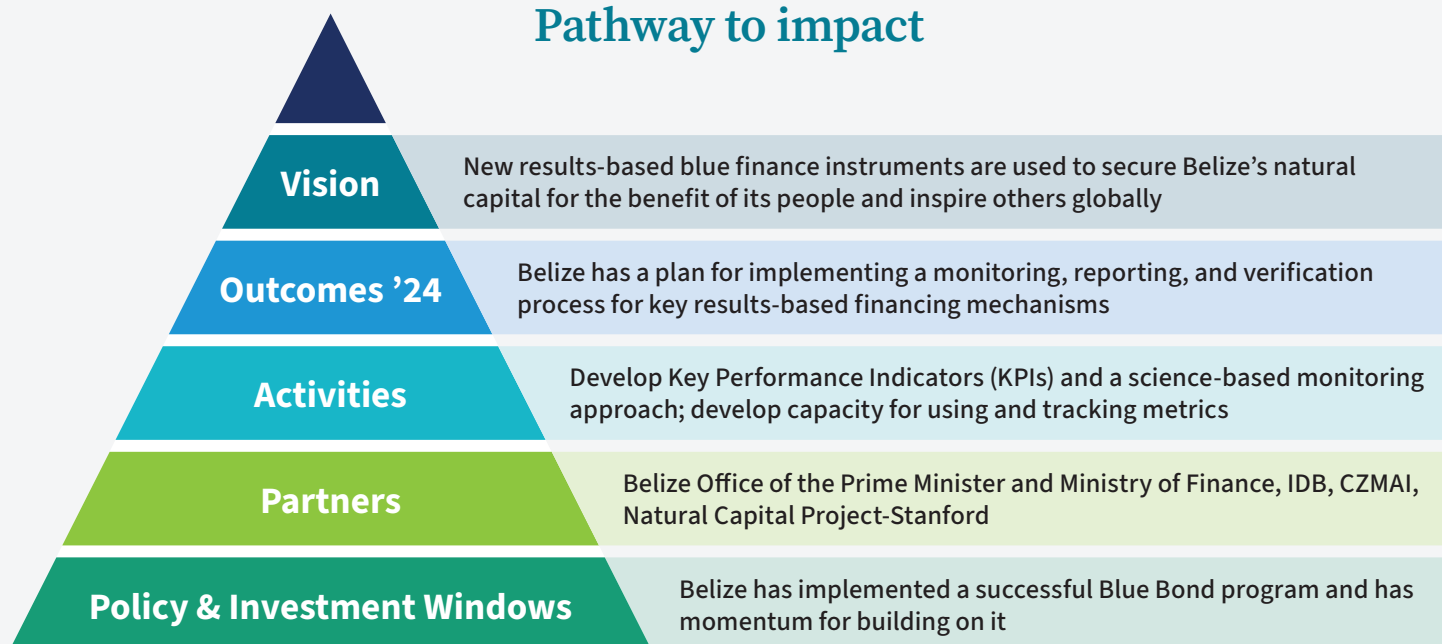 Pathway to impact
Vision
New results-based blue finance instruments are used to secure Belize’s natural
capital for the benefit of its people and inspire others globally
Outcomes ’24
Belize has a plan for implementing a monitoring, reporting, and verification
process for key results-based financing mechanisms
Activities
Develop Key Performance Indicators (KPIs) and a science-based monitoring
approach; develop capacity for using and tracking metrics
Partners
Belize Office of the Prime Minister and Ministry of Finance, IDB, CZMAI,
Natural Capital Project-Stanford
Policy & Investment Windows
Belize has implemented a successful Blue Bond program and has
momentum for building on it